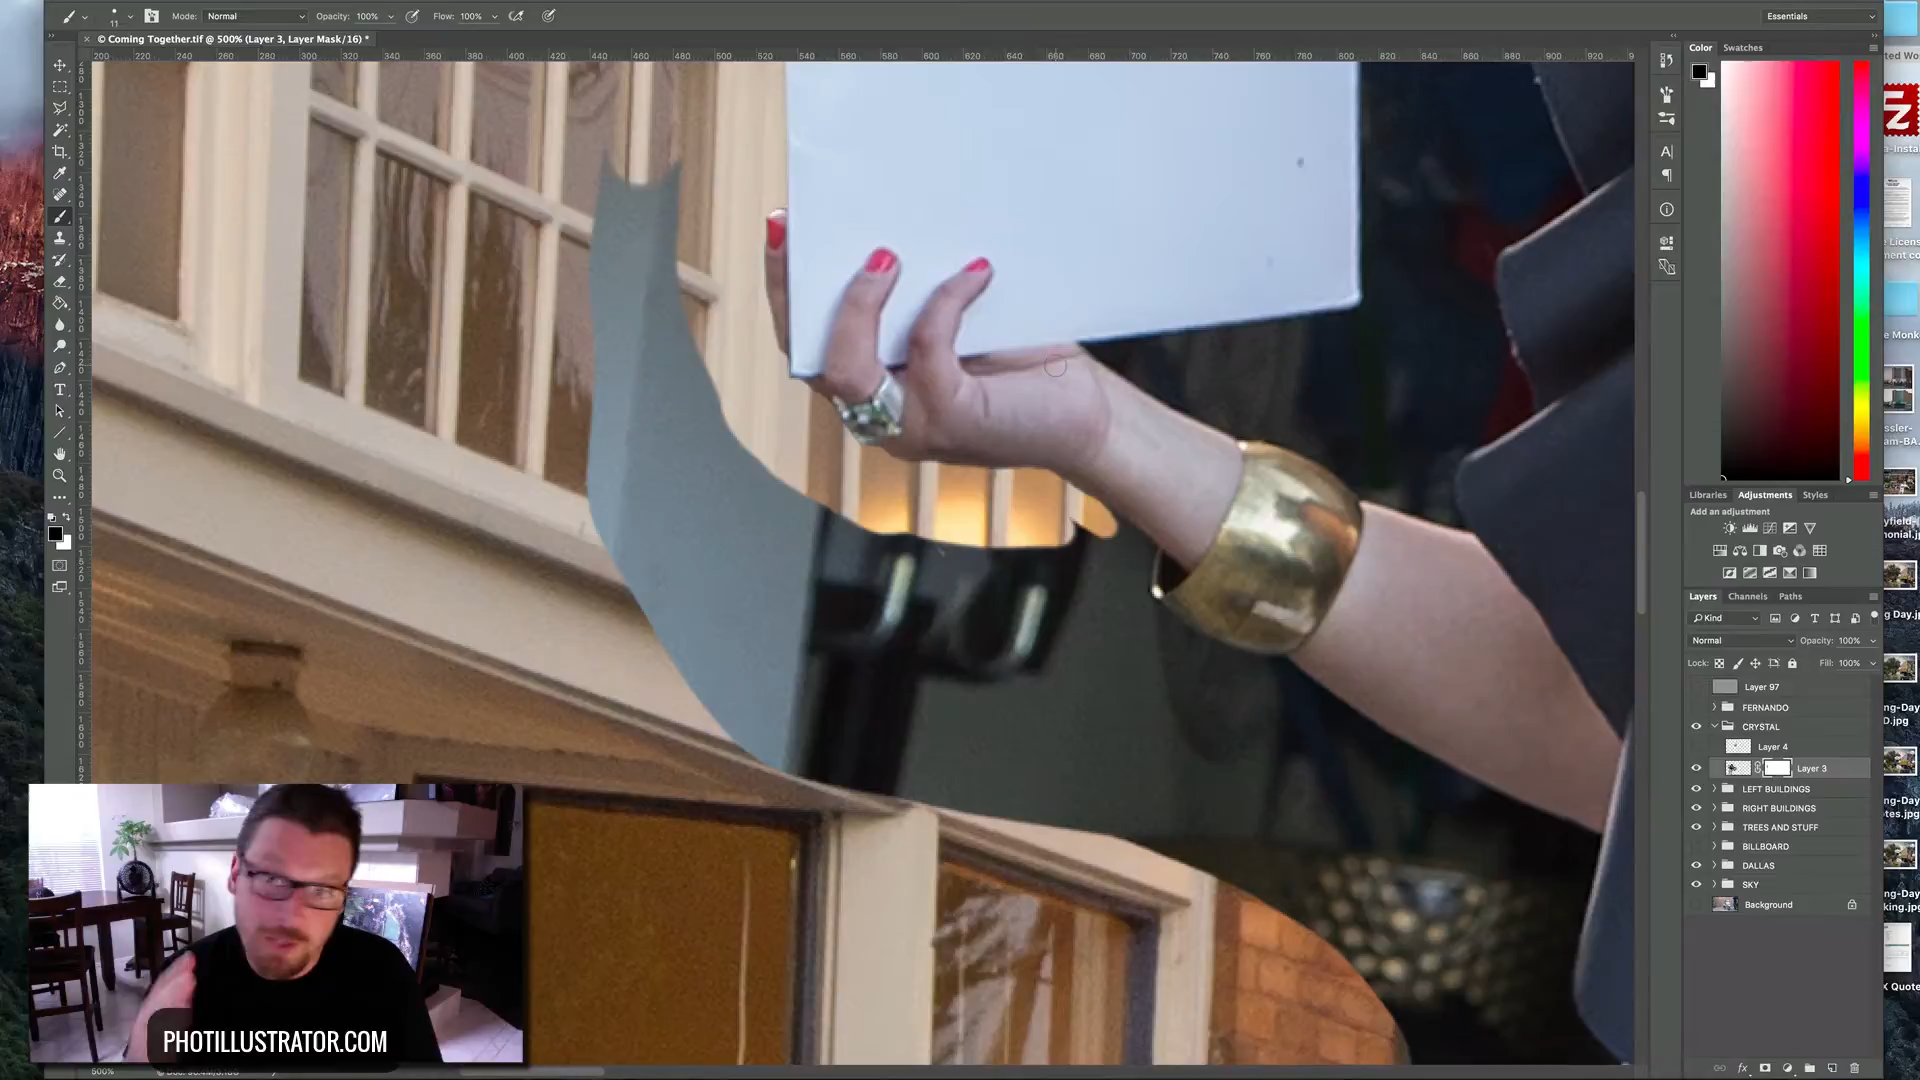 11
Mode: Normal
Opacity: 100%
Flow: 100%
Essentials
© Coming Together.tif @ 500% (Layer 3, Layer Mask/16) *
200 220 240 260 280 300 320 340 360 380 400 420 440 460 480 500 520 540 560 580 600 620 640 660 680 700 720 740 760 780 800 820 840 860 880 900 920
Color Swatches
Libraries Adjustments Styles
Add an adjustment
Layers Channels Paths
Kind
Normal
Opacity: 100%
Lock:
Fill: 100%
Layer 97
FERNANDO
CRYSTAL
Layer 4
Layer 3
LEFT BUILDINGS
RIGHT BUILDINGS
TREES AND STUFF
BILLBOARD
DALLAS
SKY
Background
PHOTILLUSTRATOR.COM
500%